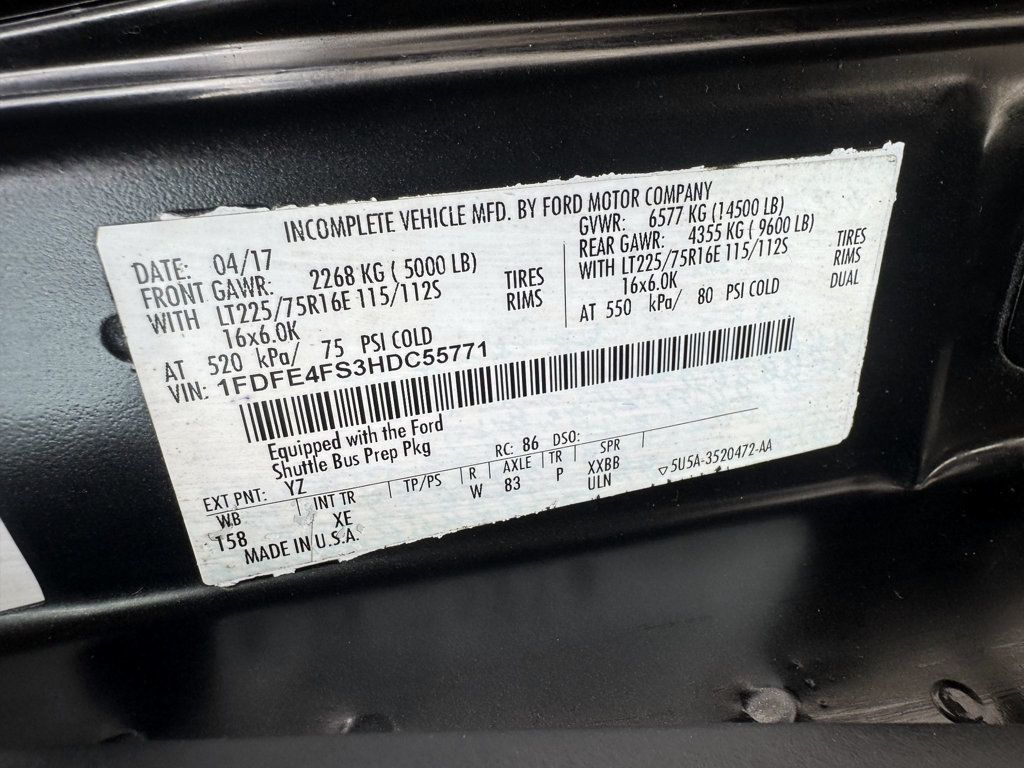 INCOMPLETE VEHICLE MFD. BY FORD MOTOR COMPANY
DATE: 04/17
FRONT GAWR: 2268 KG ( 5000 LB)
WITH LT225/75R16E 115/112S TIRES
16x6.0K RIMS
AT 520 kPa/ 75 PSI COLD
GVWR: 6577 KG (14500 LB)
REAR GAWR: 4355 KG ( 9600 LB)
WITH LT225/75R16E 115/112S TIRES
16x6.0K RIMS
AT 550 kPa/ 80 PSI COLD DUAL
VIN: 1FDFE4FS3HDC55771
Equipped with the Ford
Shuttle Bus Prep Pkg
EXT PNT: YZ RC: 86 DSO:
WB INT TR TP/PS R AXLE TR SPR
158 XE W 83 P XXBB
ULN
MADE IN U.S.A. ▽5U5A-3520472-AA